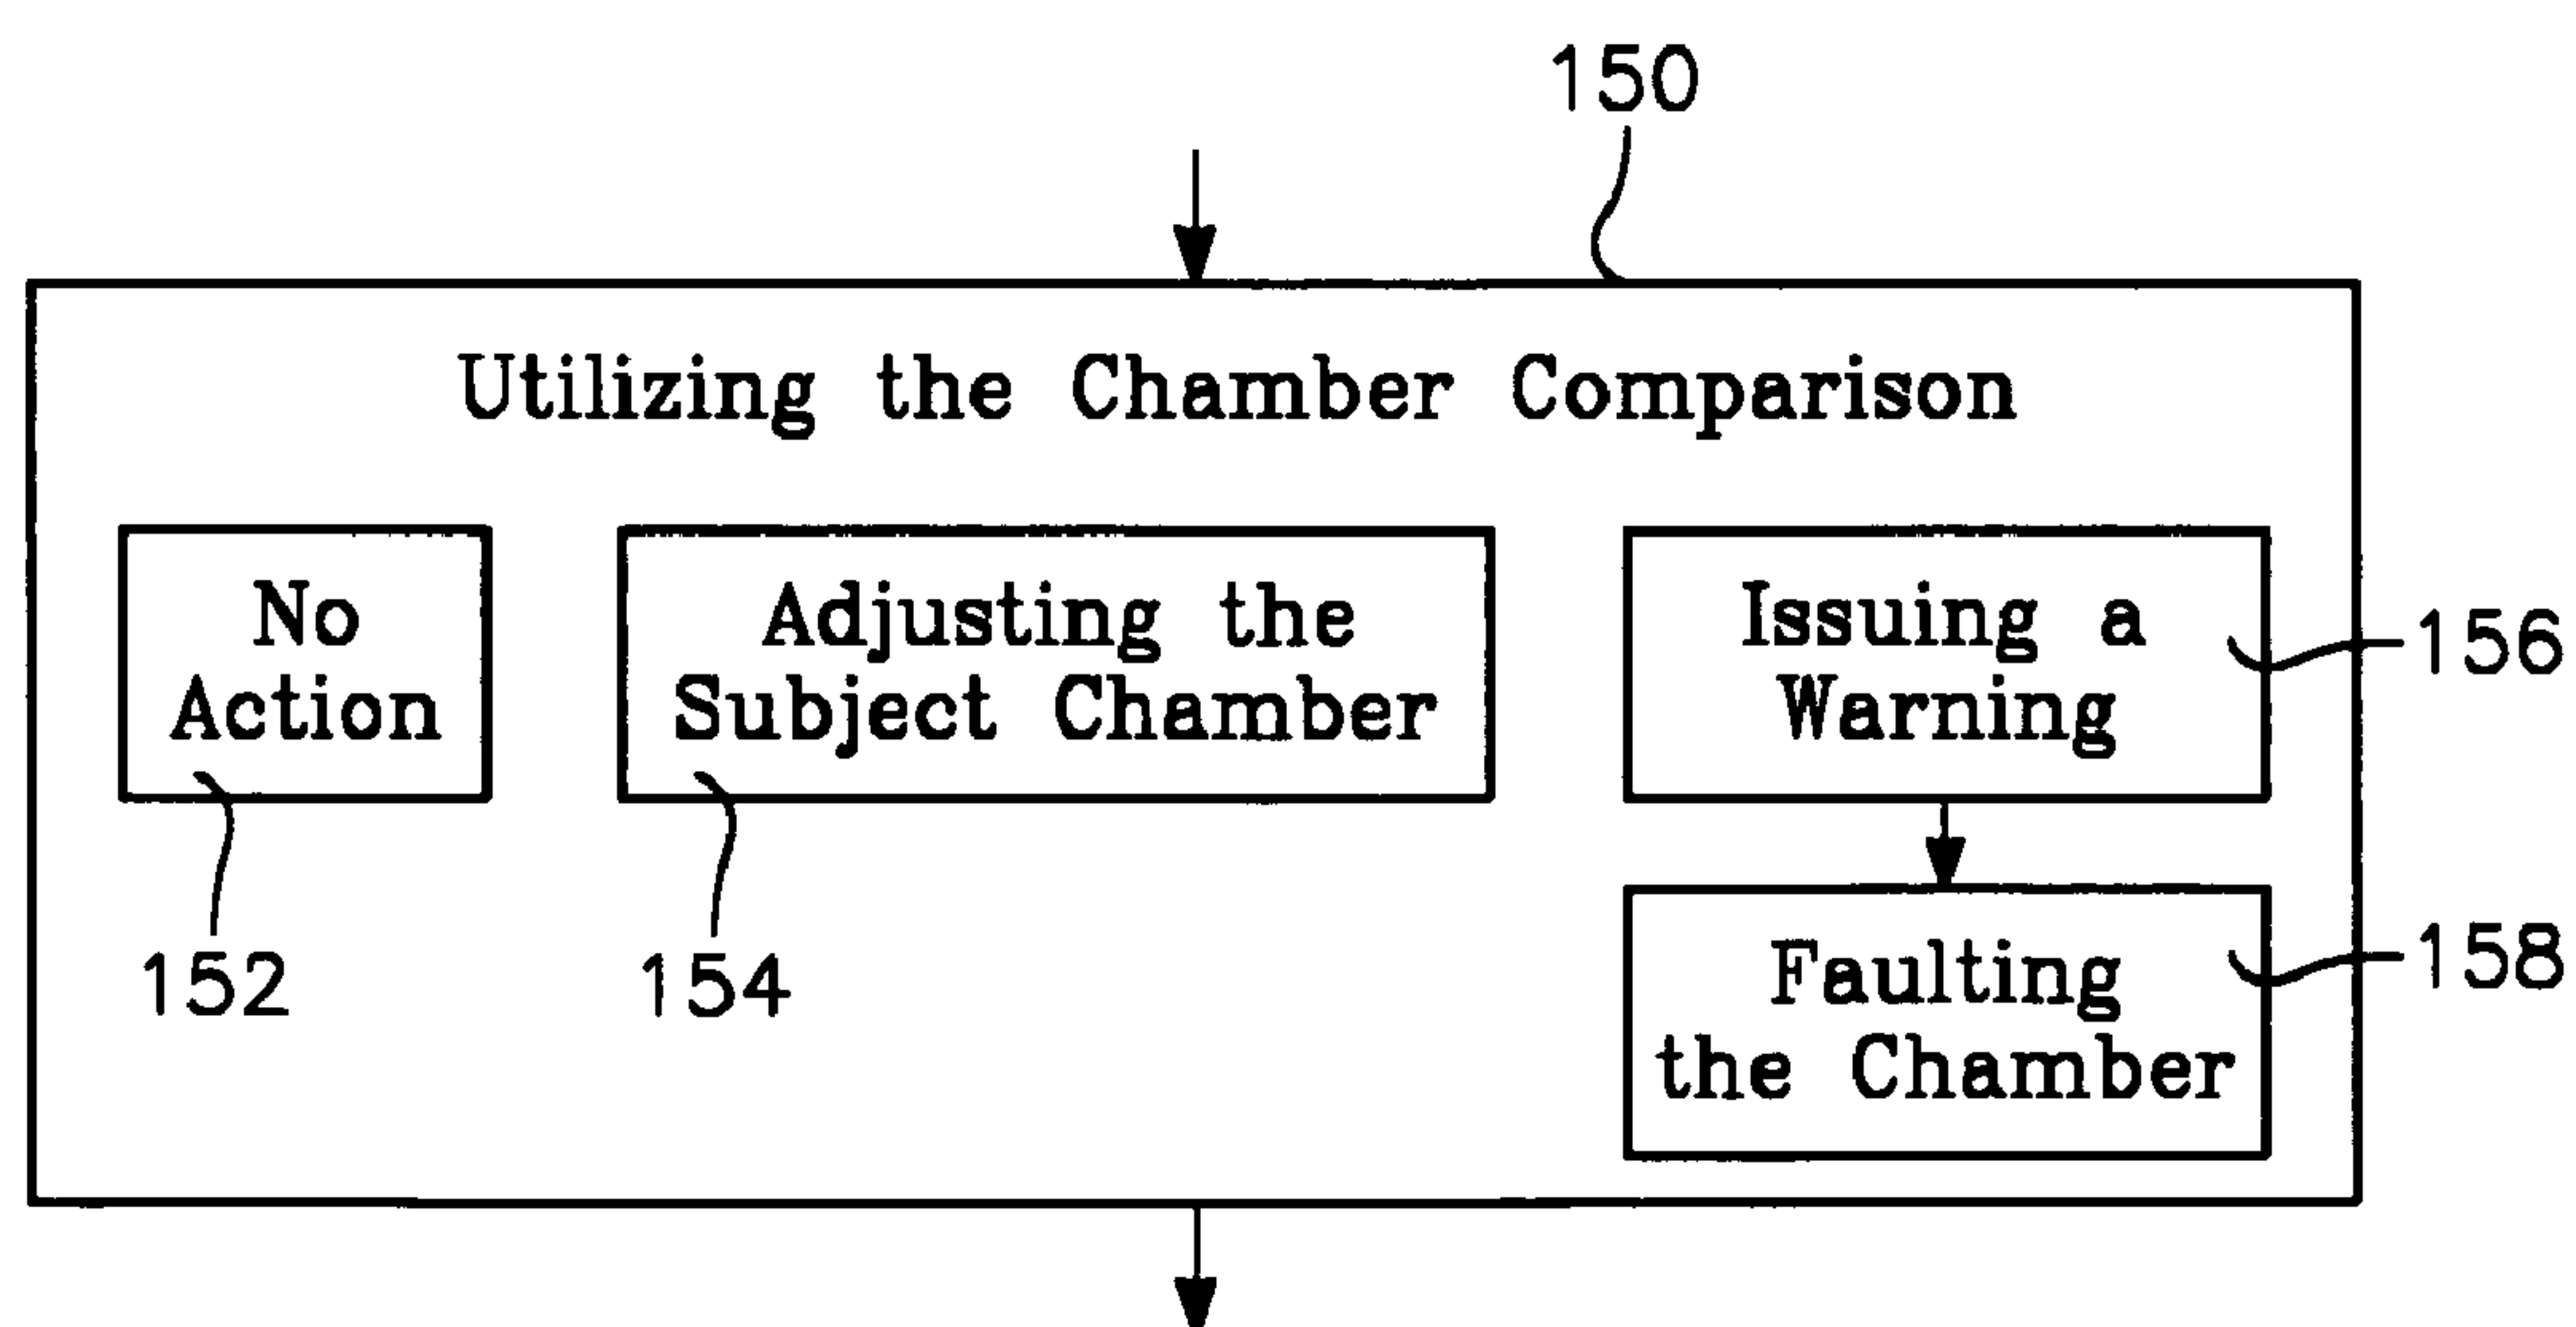 150
Utilizing the Chamber Comparison
No
Action
Adjusting the
Subject Chamber
Issuing a
Warning
156
152
154
Faulting
the Chamber
158